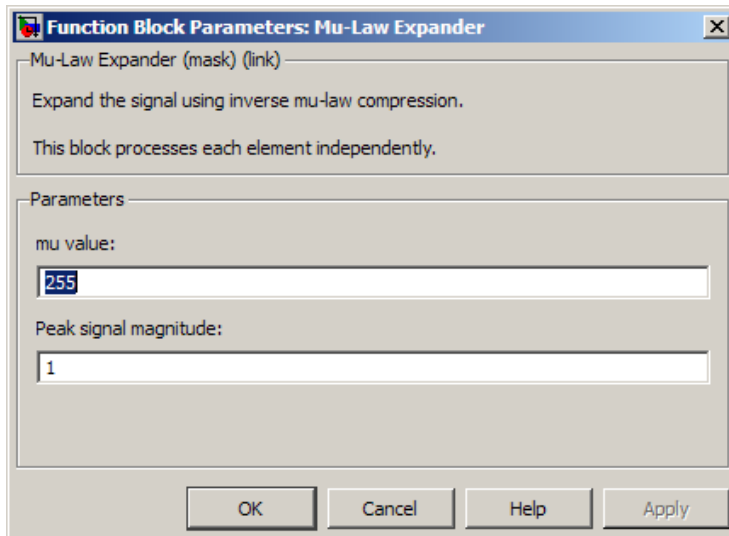 Function Block Parameters: Mu-Law Expander
Mu-Law Expander (mask) (link)
Expand the signal using inverse mu-law compression.
This block processes each element independently.
Parameters
mu value:
255
Peak signal magnitude:
1
OK Cancel Help Apply